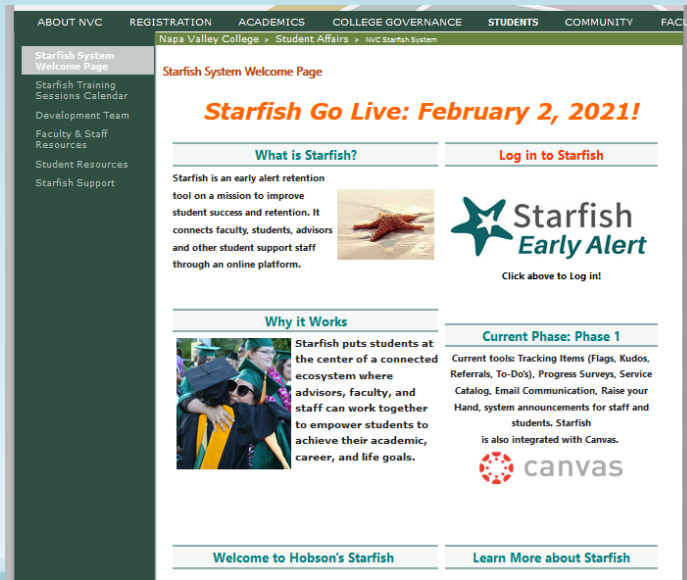 ABOUT NVC REGISTRATION ACADEMICS COLLEGE GOVERNANCE STUDENTS COMMUNITY
Napa Valley College > Student Affairs > NVC Starfish System
Starfish System
Welcome Page
Starfish Training
Sessions Calendar
Development Team
Faculty & Staff
Resources
Student Resources
Starfish Support
Starfish System Welcome Page
Starfish Go Live: February 2, 2021!
What is Starfish?
Starfish is an early alert retention
tool on a mission to improve
student success and retention. It
connects faculty, students, advisors
and other student support staff
through an online platform.
Log in to Starfish
Starfish
Early Alert
Click above to Log in!
Why it Works
Starfish puts students at
the center of a connected
ecosystem where
advisors, faculty, and
staff can work together
to empower students to
achieve their academic,
career, and life goals.
Current Phase: Phase 1
Current tools: Tracking Items (Flags, Kudos,
Referrals, To-Do's), Progress Surveys, Service
Catalog, Email Communication, Raise your
Hand, system announcements for staff and
students. Starfish
is also integrated with Canvas.
canvas
Welcome to Hobson's Starfish
Learn More about Starfish